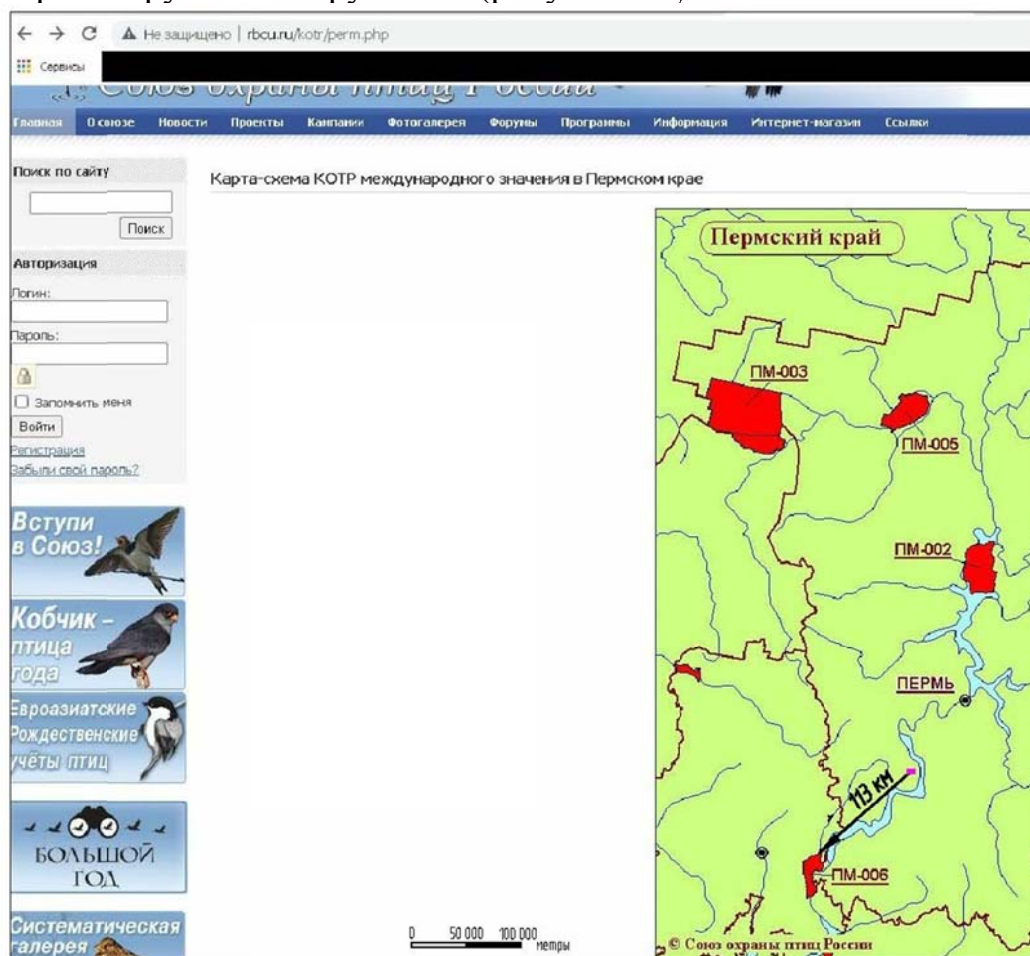 Не защищено | rbcu.ru/kotr/perm.php
Сервисы
Союз охраны птиц России
Главная О союзе Новости Проекты Кампании Фотогалерея Форумы Программы Информация Интернет-магазин Ссылки
Поиск по сайту
Поиск
Авторизация
Логин:
Пароль:
Запомнить меня
Войти
Регистрация
Забыли свой пароль?
Вступи
в Союз!
Кобчик –
птица
года
Евроазиатские
Рождественские
учёты птиц
БОЛЬШОЙ
ГОД
Систематическая
галерея
Карта-схема КОТР международного значения в Пермском крае
Пермский край
ПМ-003
ПМ-005
ПМ-002
ПЕРМЬ
113 КМ
ПМ-006
0 50 000 100 000
метры
© Союз охраны птиц России